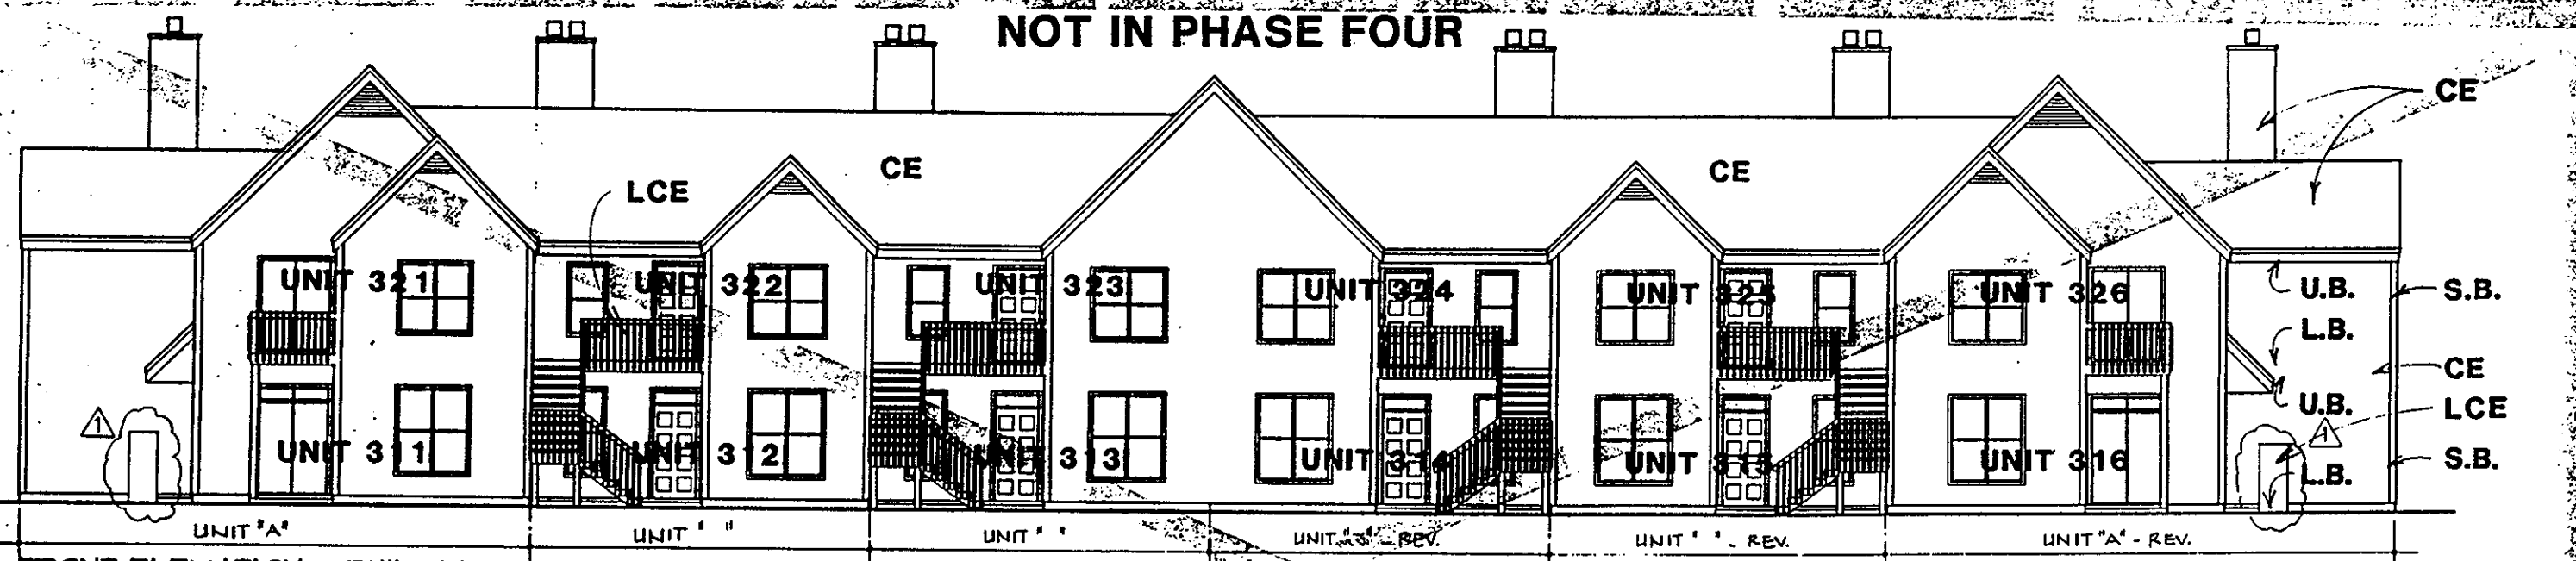 NOT IN PHASE FOUR
CE
CE
CE
LCE
UNIT 321
UNIT 322
UNIT 323
UNIT 324
UNIT 325
UNIT 326
U.B.
S.B.
L.B.
CE
U.B.
LCE
1
1
UNIT 311
UNIT 312
UNIT 313
UNIT 314
UNIT 315
UNIT 316
L.B.
S.B.
UNIT "A"
UNIT " "
UNIT " "
UNIT - REV.
UNIT " " - REV.
UNIT "A" - REV.